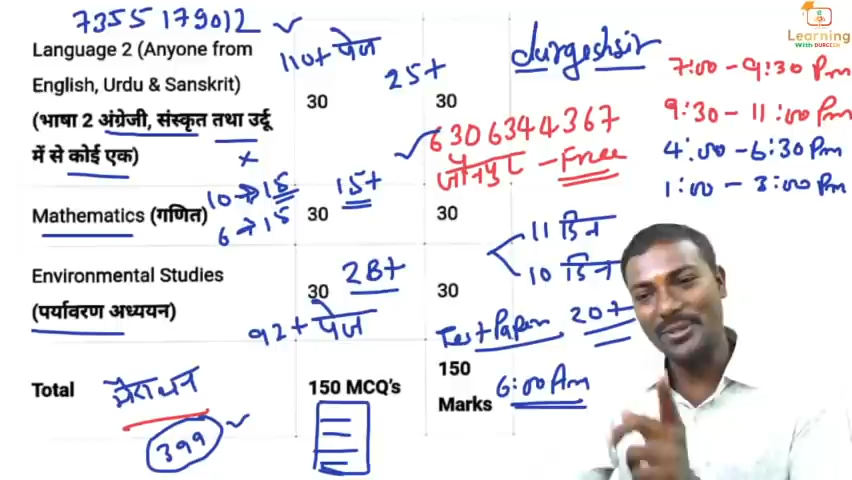 7355179012
Learning
With DURGESH
Language 2 (Anyone from
English, Urdu & Sanskrit)
(भाषा 2 अंग्रेजी, संस्कृत तथा उर्दू
में से कोई एक)
110+ पेज
30
25+
30
durgeshsir
7:00 - 9:30 Pm
9:30 - 11:00 Pm
4:00 - 6:30 Pm
1:00 - 3:00 Pm
6306344367
जौनपुर - Free
Mathematics (गणित)
10 → 15
6 → 15
15+
30
30
11 दिन
10 दिन
Environmental Studies
(पर्यावरण अध्ययन)
28+
30
30
92+ पेज
Test Paper 20+
6:00 Am
Total
399
150 MCQ's
150
Marks